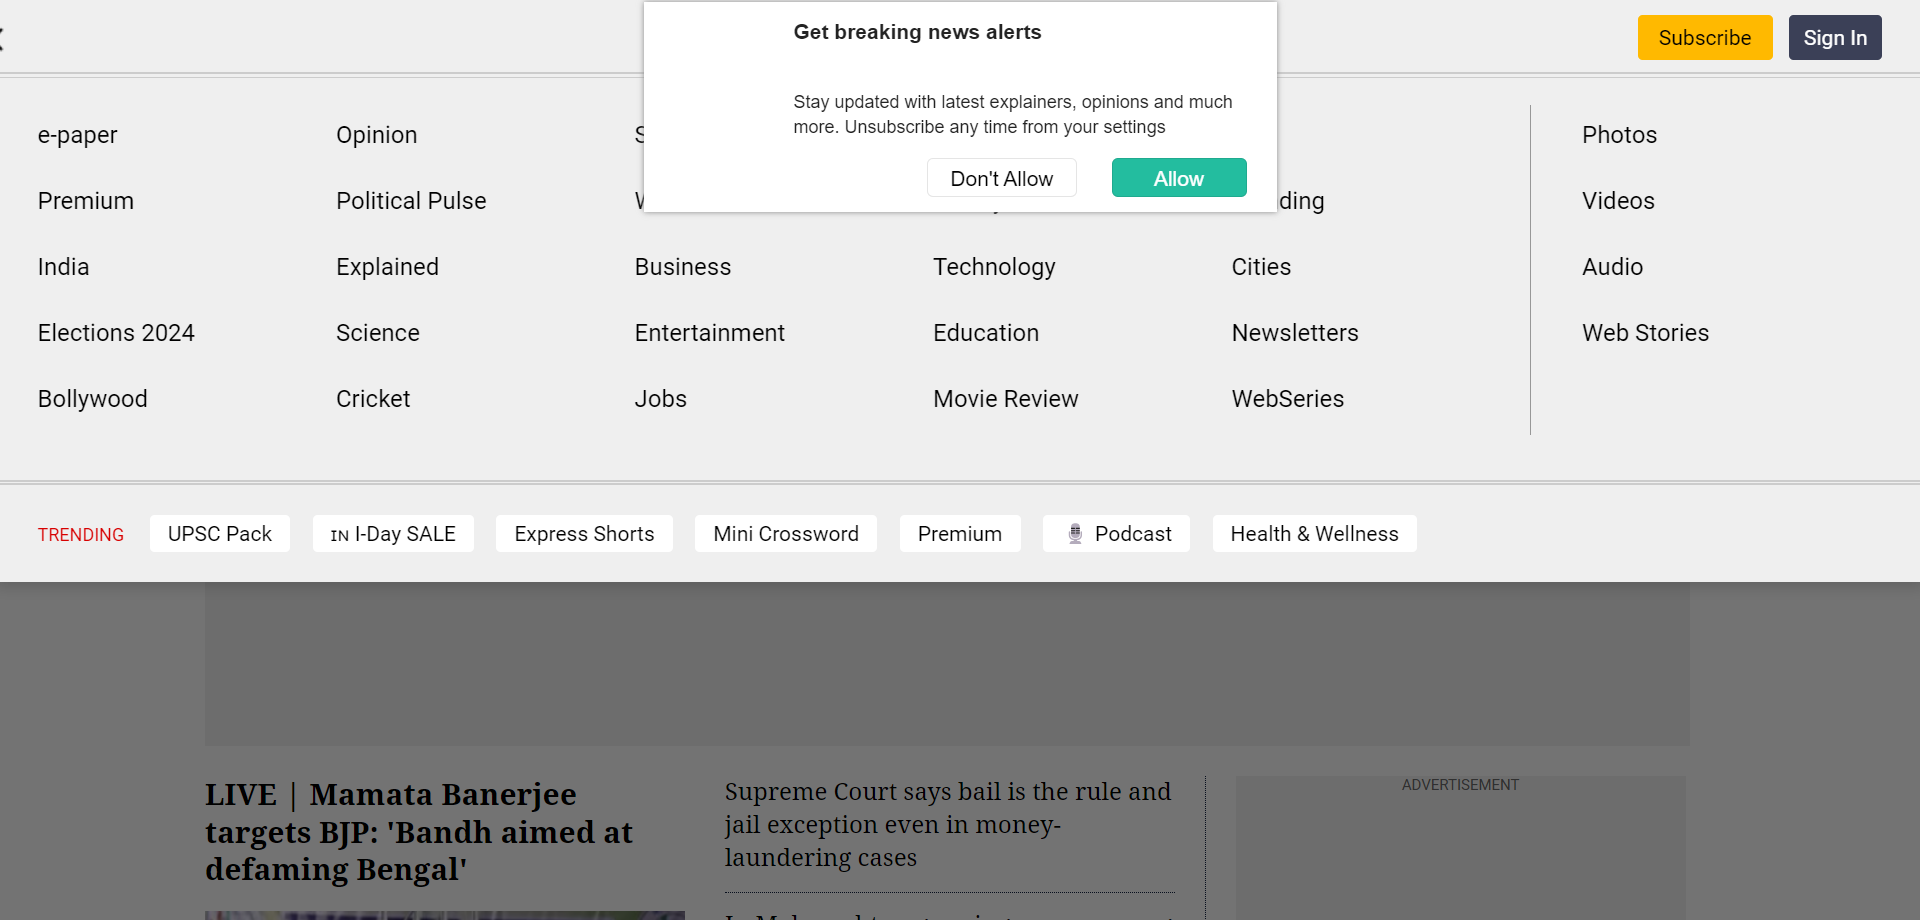 Get breaking news alerts
Subscribe
Sign In
Stay updated with latest explainers, opinions and much
more. Unsubscribe any time from your settings
Don't Allow
Allow
e-paper
Opinion
Photos
Premium
Political Pulse
Videos
India
Explained
Business
Technology
Cities
Audio
Elections 2024
Science
Entertainment
Education
Newsletters
Web Stories
Bollywood
Cricket
Jobs
Movie Review
WebSeries
TRENDING
UPSC Pack
IN I-Day SALE
Express Shorts
Mini Crossword
Premium
Podcast
Health & Wellness
LIVE | Mamata Banerjee
targets BJP: 'Bandh aimed at
defaming Bengal'
Supreme Court says bail is the rule and
jail exception even in money-
laundering cases
ADVERTISEMENT